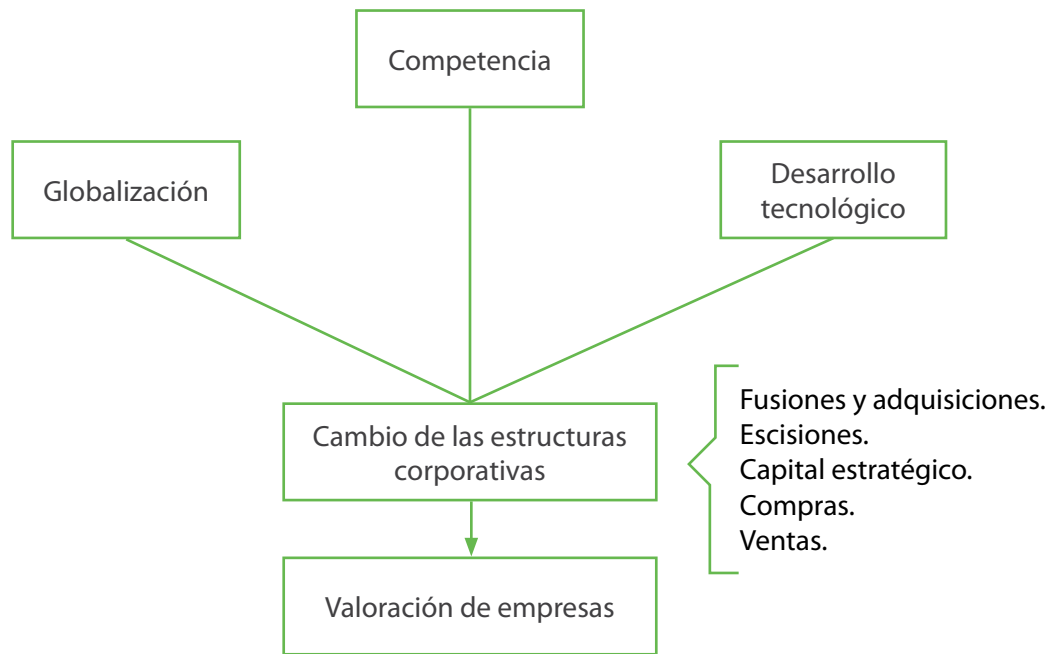 Competencia
Globalización
Desarrollo
tecnológico
Cambio de las estructuras
corporativas
Fusiones y adquisiciones.
Escisiones.
Capital estratégico.
Compras.
Ventas.
Valoración de empresas